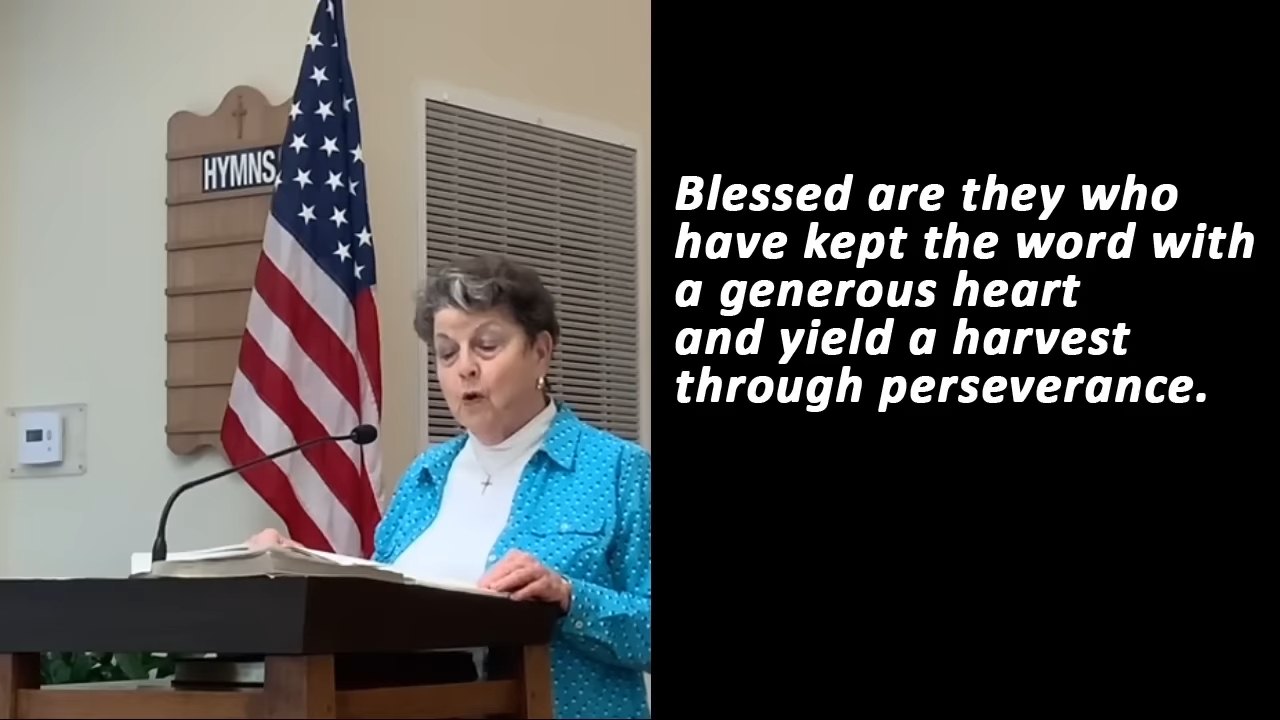 HYMNS
Blessed are they who
have kept the word with
a generous heart
and yield a harvest
through perseverance.